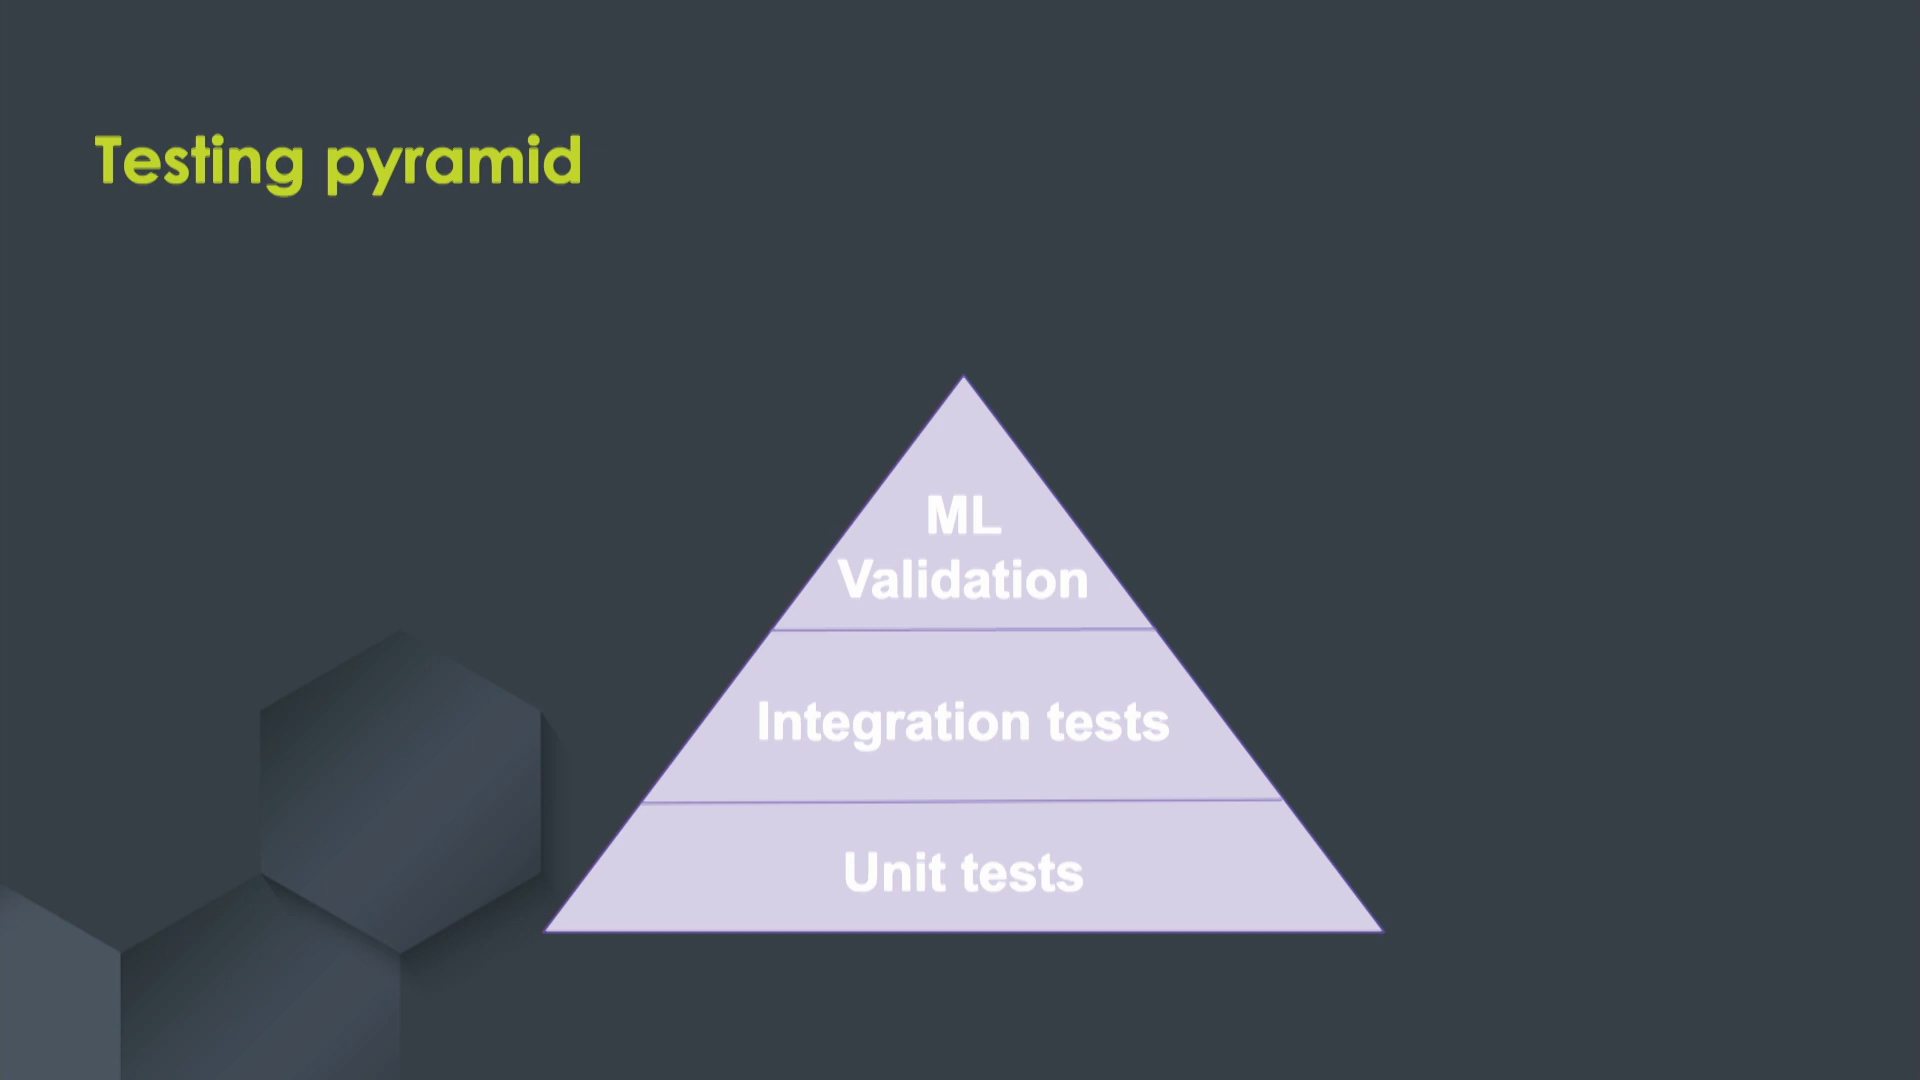 Testing pyramid
ML
Validation
Integration tests
Unit tests